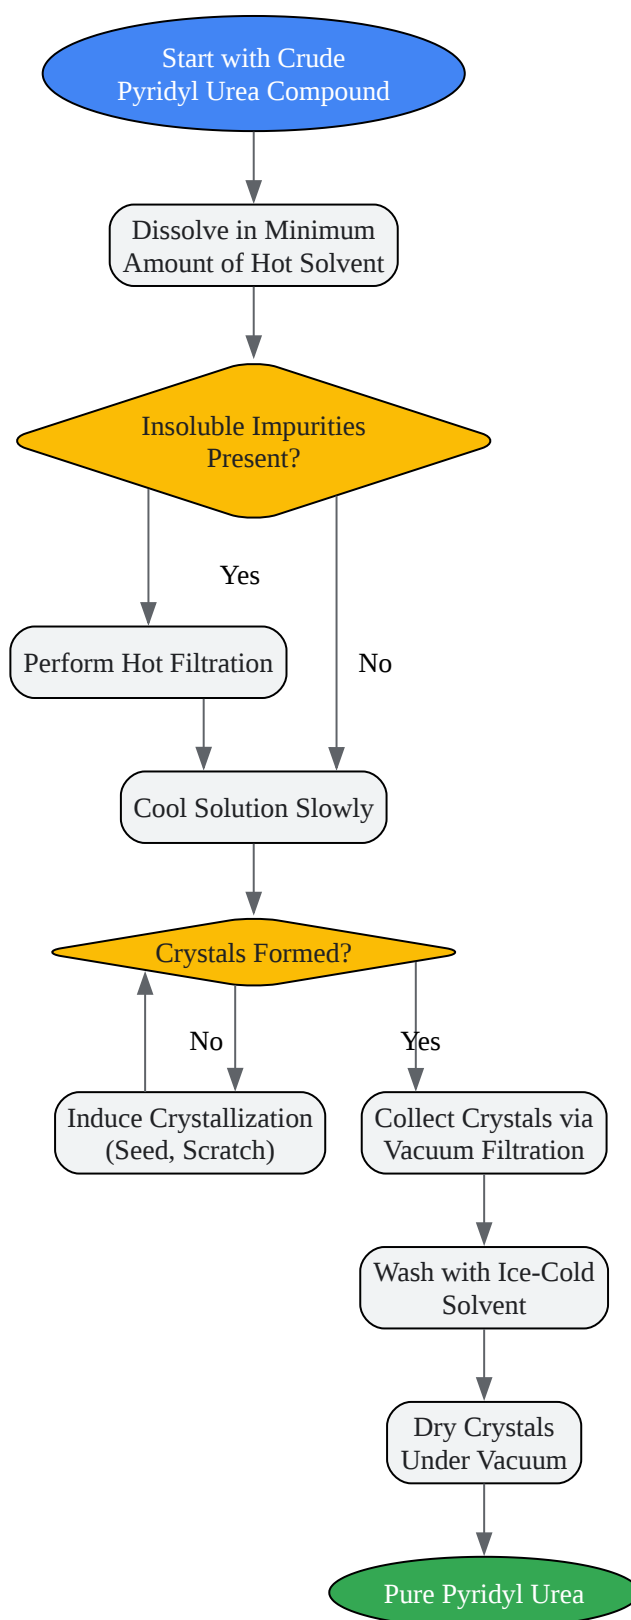 Start with Crude
Pyridyl Urea Compound
Dissolve in Minimum
Amount of Hot Solvent
Insoluble Impurities
Present?
Yes
Perform Hot Filtration
No
Cool Solution Slowly
Crystals Formed?
No
Yes
Induce Crystallization
(Seed, Scratch)
Collect Crystals via
Vacuum Filtration
Wash with Ice-Cold
Solvent
Dry Crystals
Under Vacuum
Pure Pyridyl Urea